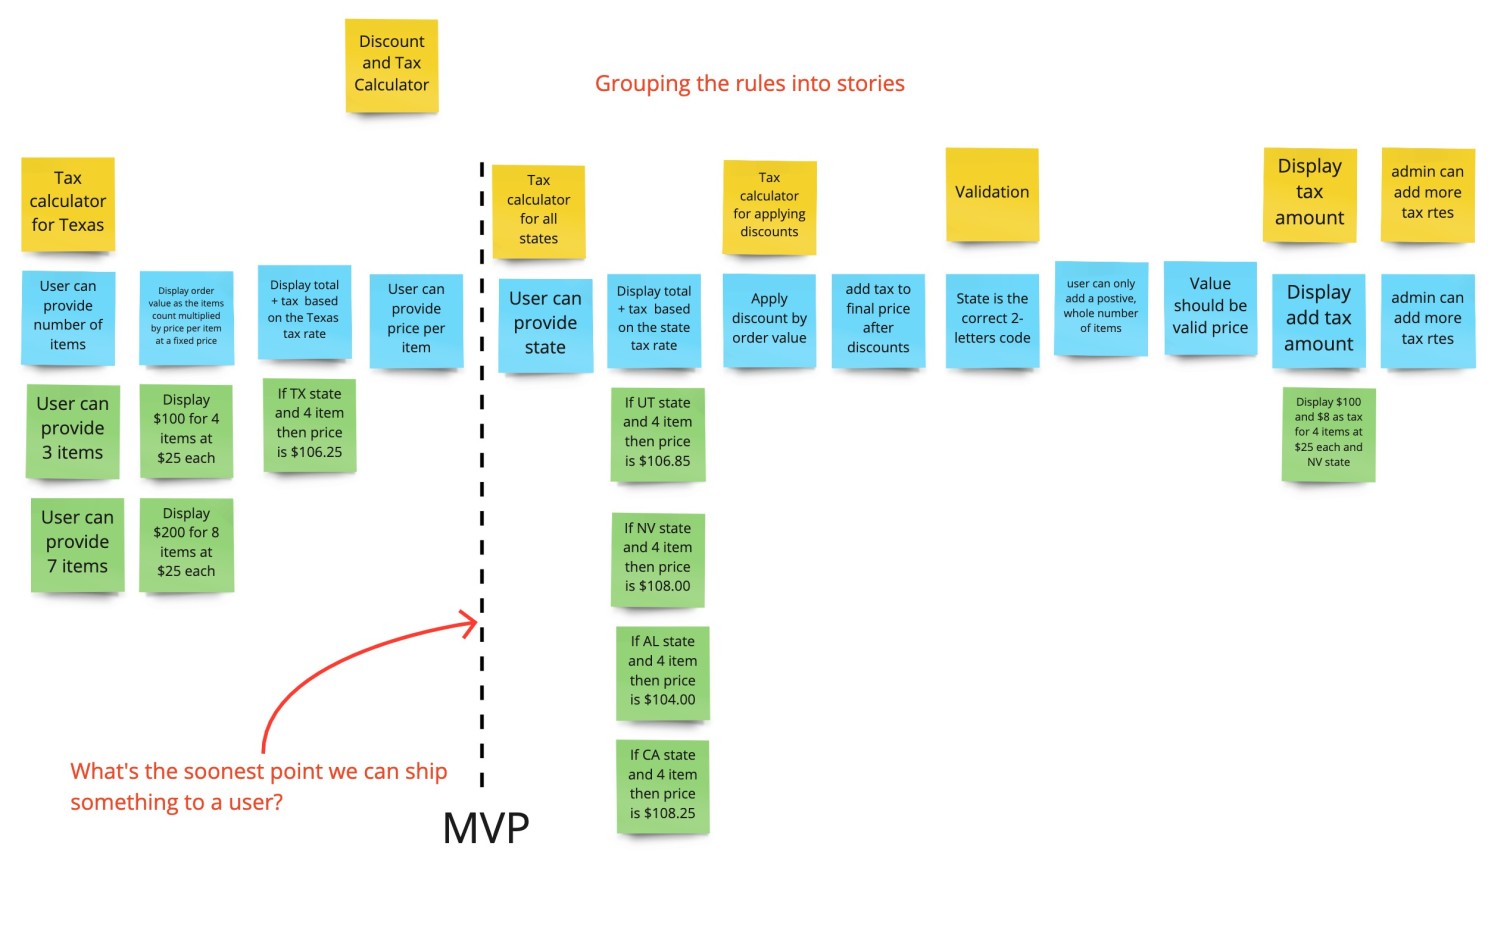 Discount
and Tax
Calculator
Grouping the rules into stories
Tax
calculator
for Texas
Tax
calculator
for all
states
Tax
calculator
for applying
discounts
Validation
Display
tax
amount
admin can
add more
tax rtes
User can
provide
number of
items
Display order
value as the items
count multiplied
by price per item
at a fixed price
Display total
+ tax based
on the Texas
tax rate
User can
provide
price per
item
User can
provide
state
Display total
+ tax based
on the state
tax rate
Apply
discount by
order value
add tax to
final price
after
discounts
State is the
correct 2-
letters code
user can only
add a postive,
whole number
of items
Value
should be
valid price
Display
add tax
amount
admin can
add more
tax rtes
User can
provide
3 items
Display
$100 for 4
items at
$25 each
If TX state
and 4 item
then price
is $106.25
If UT state
and 4 item
then price
is $106.85
Display $100
and $8 as tax
for 4 items at
$25 each and
NV state
User can
provide
7 items
Display
$200 for 8
items at
$25 each
If NV state
and 4 item
then price
is $108.00
If AL state
and 4 item
then price
is $104.00
If CA state
and 4 item
then price
is $108.25
What's the soonest point we can ship
something to a user?
MVP